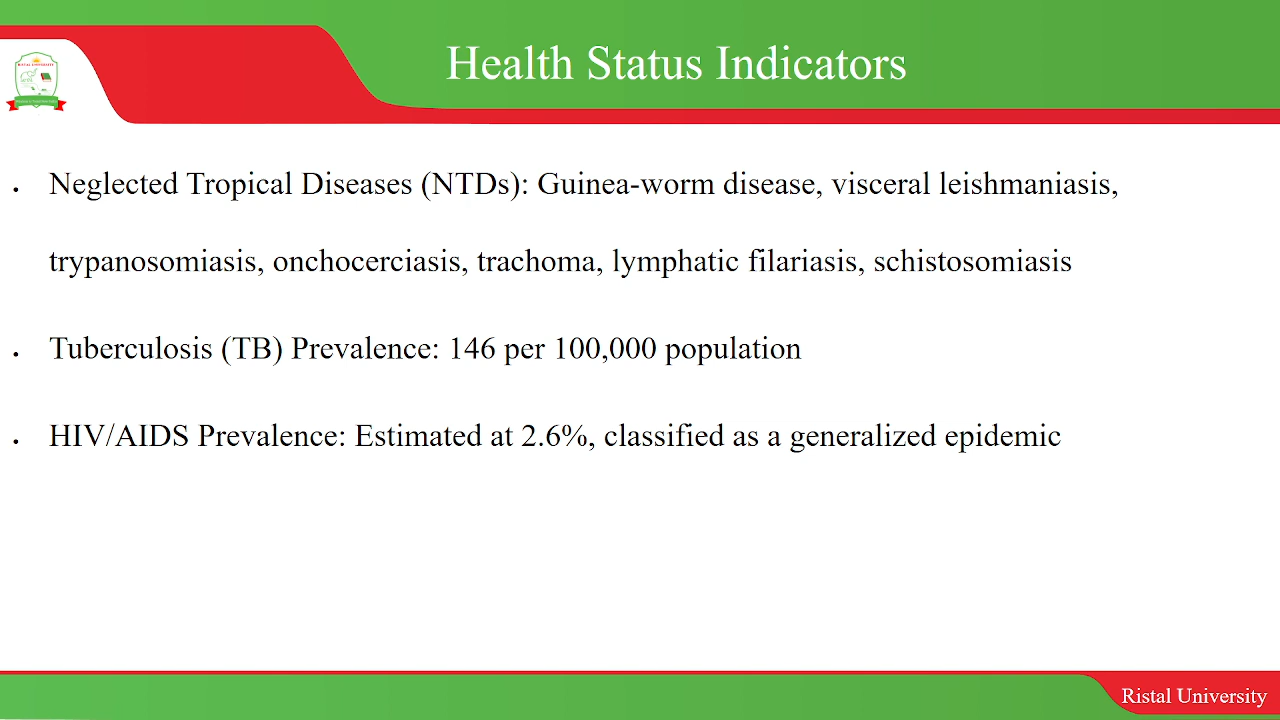 Health Status Indicators
RISTAL UNIVERSITY
• Neglected Tropical Diseases (NTDs): Guinea-worm disease, visceral leishmaniasis,
trypanosomiasis, onchocerciasis, trachoma, lymphatic filariasis, schistosomiasis
• Tuberculosis (TB) Prevalence: 146 per 100,000 population
• HIV/AIDS Prevalence: Estimated at 2.6%, classified as a generalized epidemic
Ristal University